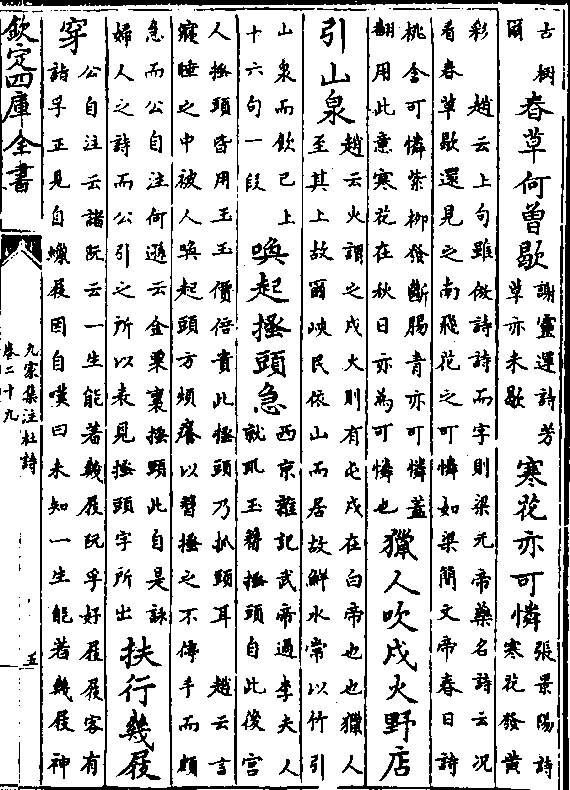 古樹
爾
春草何曾歇
謝靈運詩芳
草亦未歇
寒花亦可憐
張景陽詩
寒花發黄
彩 趙云上句雖倣詩詩而字則梁元帝藥名詩云况
看春草歇還見之南飛花之可憐如梁簡文帝春日詩
桃含可憐紫柳發斷腸青亦可憐蓋
翻用此意寒花在秋日亦為可憐也
獵人吹戍火野店
引山泉
趙云火謂之戍火則有屯戍在白帝也也獵人
至其上故爾峽民依山而居故鮮水常以竹引
山泉而飲已上
十六句一段
喚起搔頭急
西京雜記武帝過李夫人
就取玉簪搔頭自此後宫
人搔頭皆用玉玉價倍貴此搔頭乃扒頭耳 趙云言
寢睡之中被人喚起頭方煩癢以簪搔之不停手而頗
急而公自注何遜云金粟裹搔頭此自是詠
婦人之詩而公引之所以表見搔頭字所出
扶行幾屐
穿
公自注云諸阮云一生能著幾屐阮孚好屐屐客有
詩孚正見自蠟屐因自嘆曰未知一生能若幾屐神
欽定四庫全書
九家集注杜詩
卷二十九
五